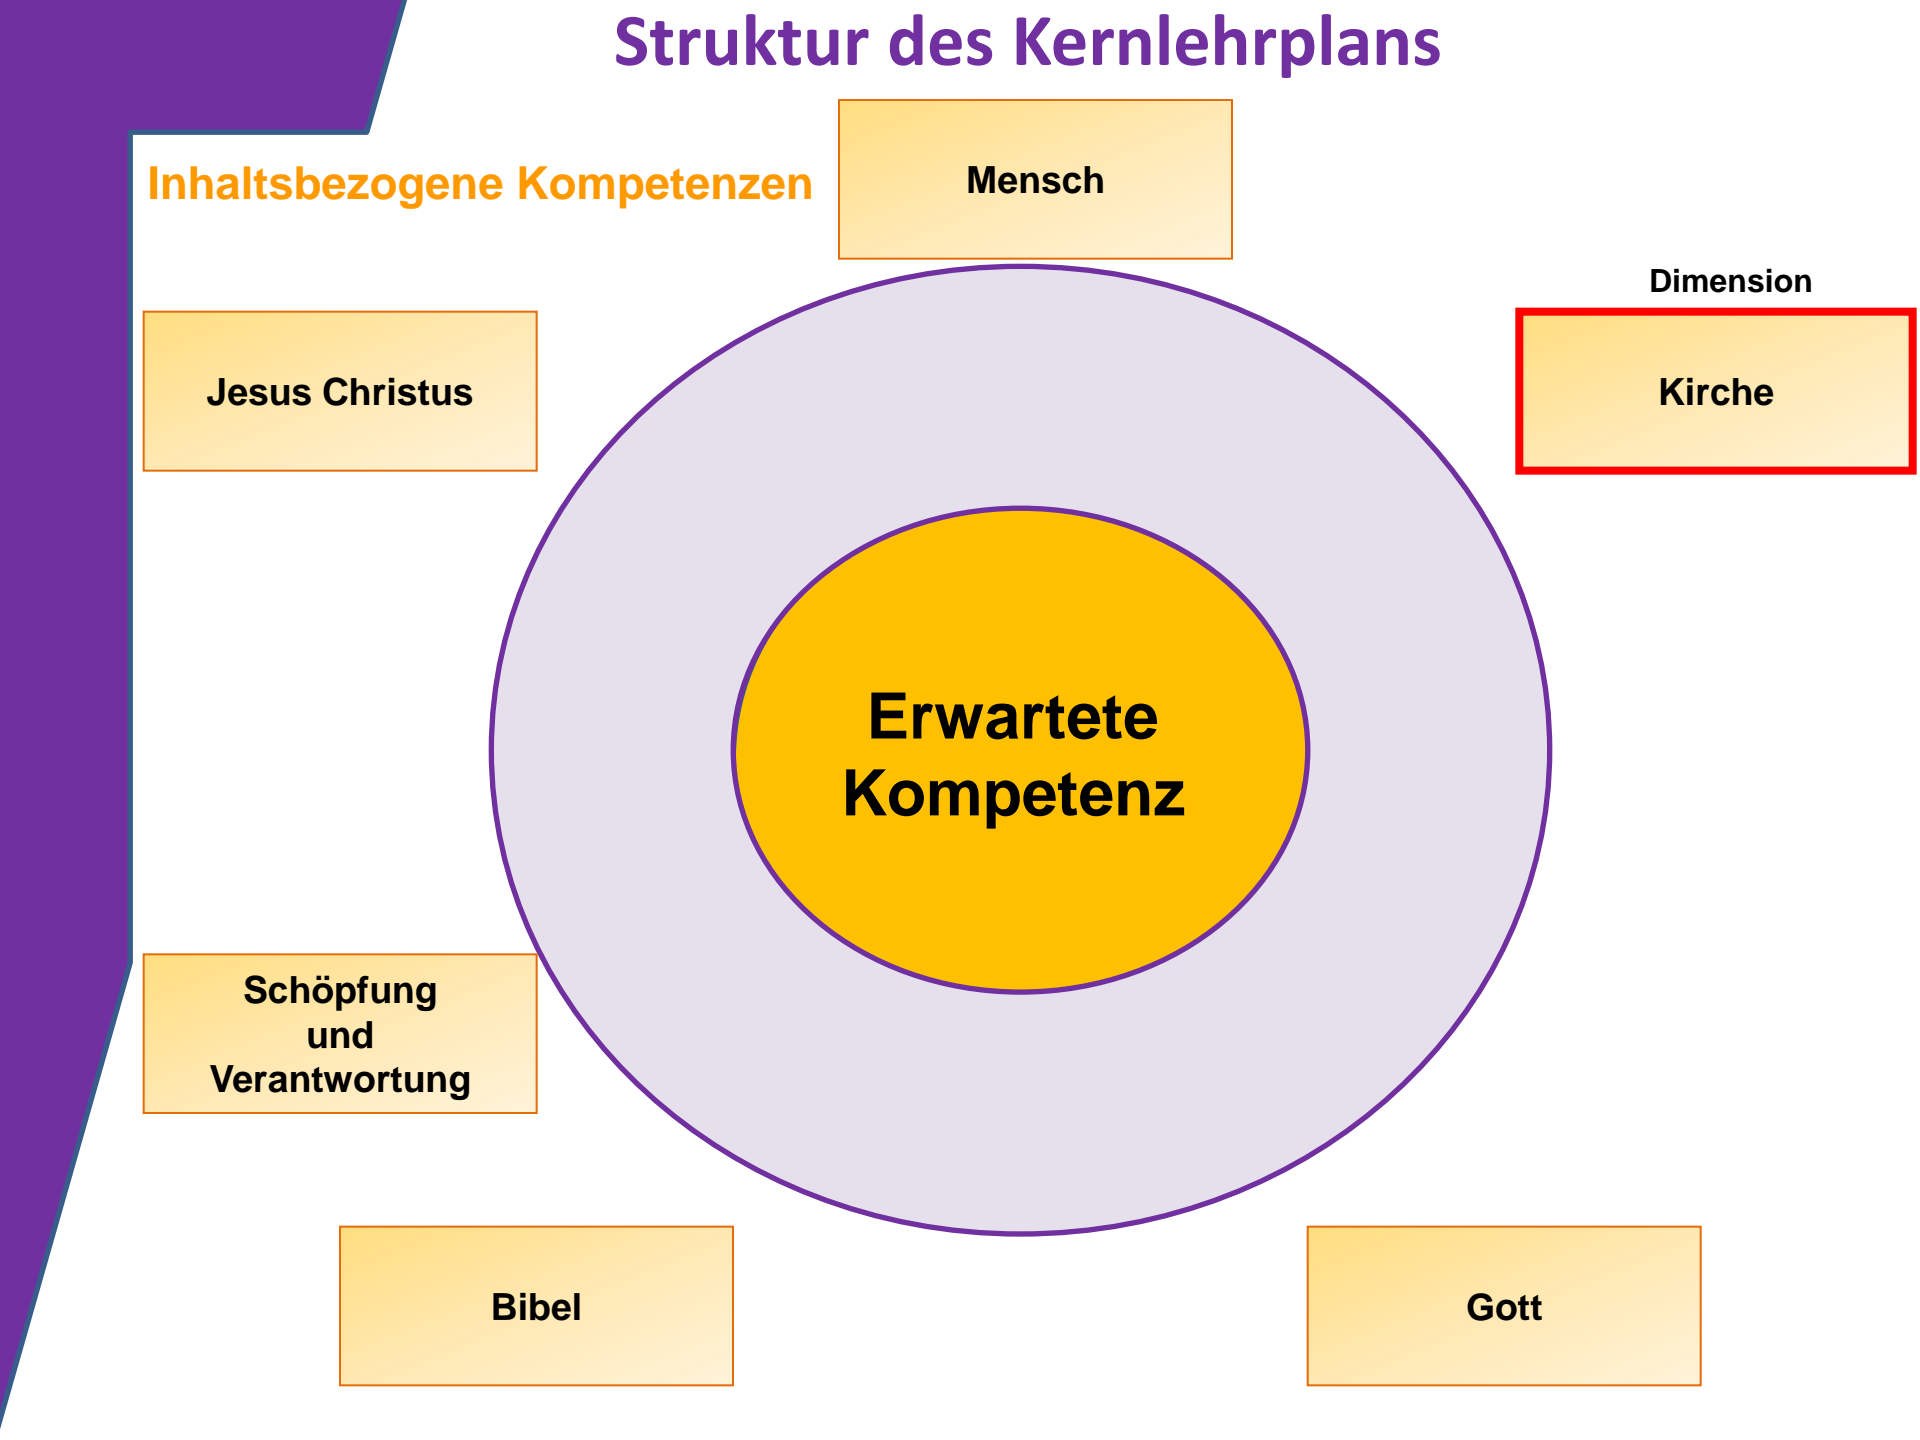 Struktur des Kernlehrplans
Inhaltsbezogene Kompetenzen
Mensch
Dimension
Jesus Christus
Kirche
Erwartete
Kompetenz
Schöpfung
und
Verantwortung
Bibel
Gott